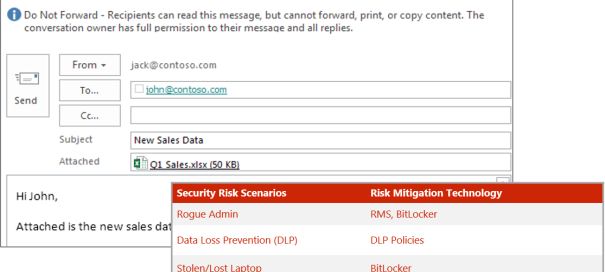 Do Not Forward - Recipients can read this message, but cannot forward, print, or copy content. The
conversation owner has full permission to their message and all replies.
From
jack@contoso.com
Send
To...
john@contoso.com
Cc...
Subject
New Sales Data
Attached
Q1 Sales.xlsx (50 KB)
Hi John,
Attached is the new sales dat
Security Risk Scenarios Risk Mitigation Technology
Rogue Admin RMS, BitLocker
Data Loss Prevention (DLP) DLP Policies
Stolen/Lost Laptop BitLocker